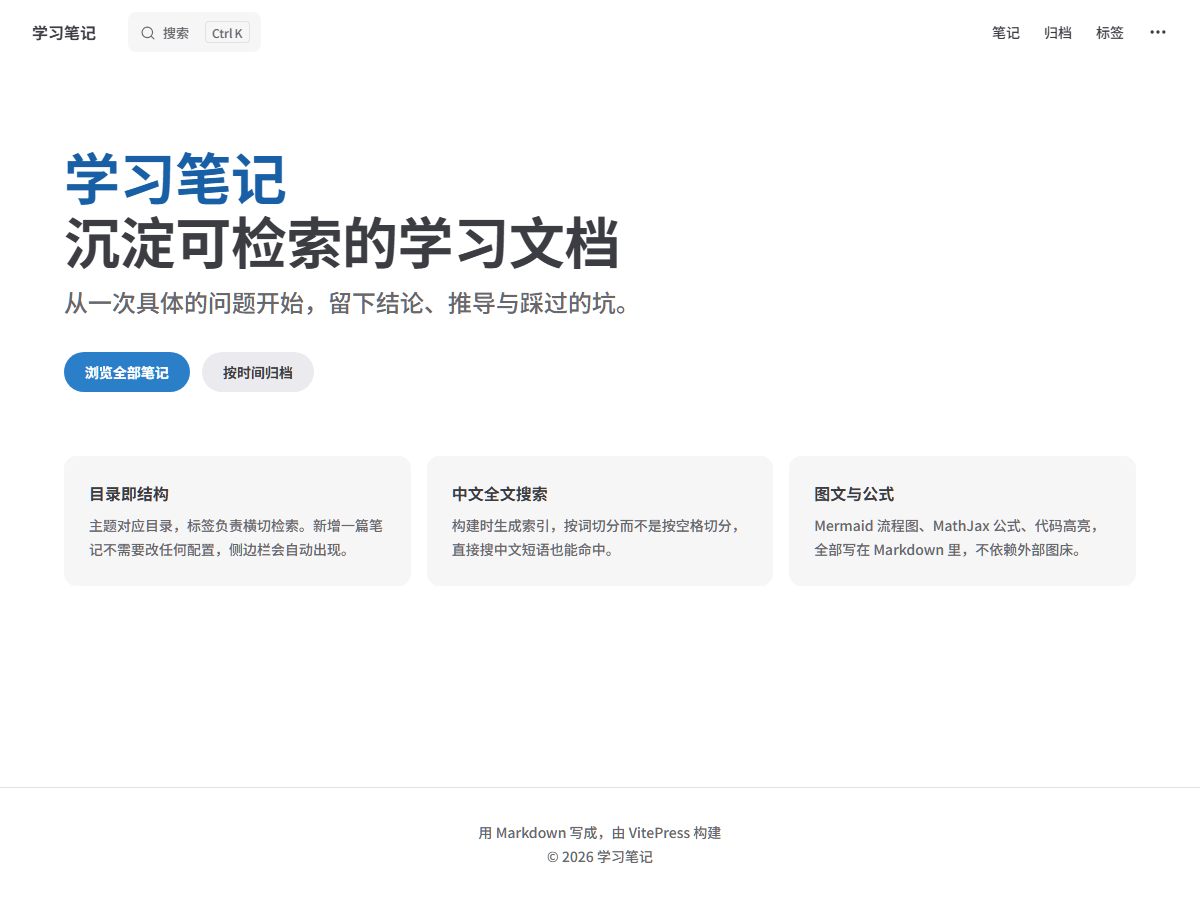 学习笔记
搜索 Ctrl K
笔记 归档 标签
学习笔记
沉淀可检索的学习文档
从一次具体的问题开始，留下结论、推导与踩过的坑。
浏览全部笔记 按时间归档
目录即结构
主题对应目录，标签负责横切检索。新增一篇笔
记不需要改任何配置，侧边栏会自动出现。
中文全文搜索
构建时生成索引，按词切分而不是按空格切分，
直接搜中文短语也能命中。
图文与公式
Mermaid 流程图、MathJax 公式、代码高亮，
全部写在 Markdown 里，不依赖外部图床。
用 Markdown 写成，由 VitePress 构建
© 2026 学习笔记